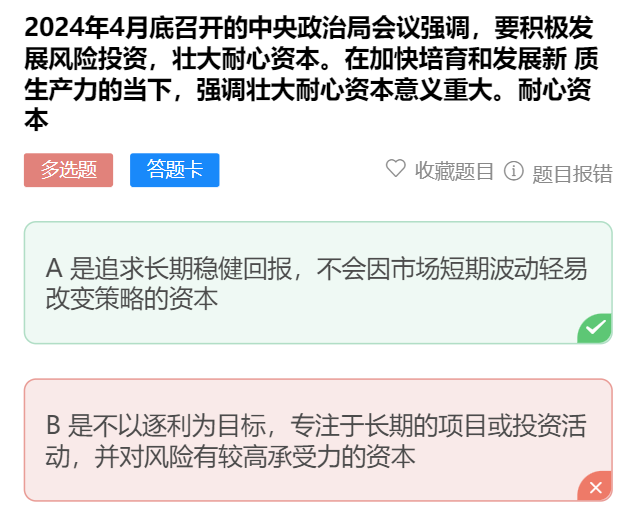 2024年4月底召开的中央政治局会议强调，要积极发
展风险投资，壮大耐心资本。在加快培育和发展新 质
生产力的当下，强调壮大耐心资本意义重大。耐心资
本
多选题 答题卡 收藏题目 题目报错
A 是追求长期稳健回报，不会因市场短期波动轻易
改变策略的资本
B 是不以逐利为目标，专注于长期的项目或投资活
动，并对风险有较高承受力的资本